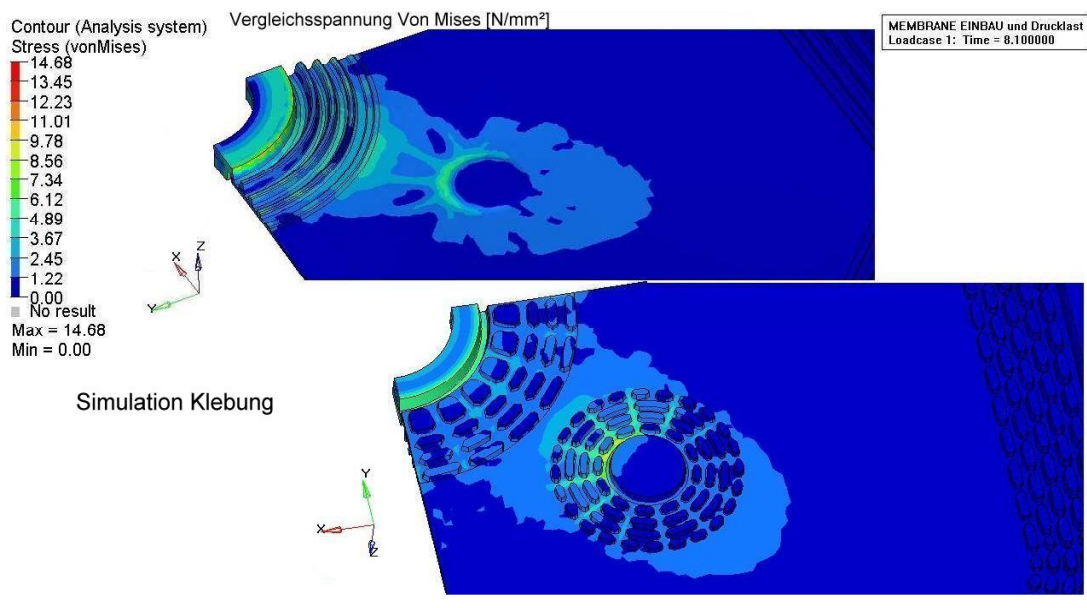 Vergleichsspannung Von Mises [N/mm²]
MEMBRANE EINBAU und Drucklast
Loadcase 1: Time = 8.100000
Contour (Analysis system)
Stress (vonMises)
14.68
13.45
12.23
11.01
9.78
8.56
7.34
6.12
4.89
3.67
2.45
1.22
0.00
No result
Max = 14.68
Min = 0.00
X
Z
Y
Simulation Klebung
Y
X
Z